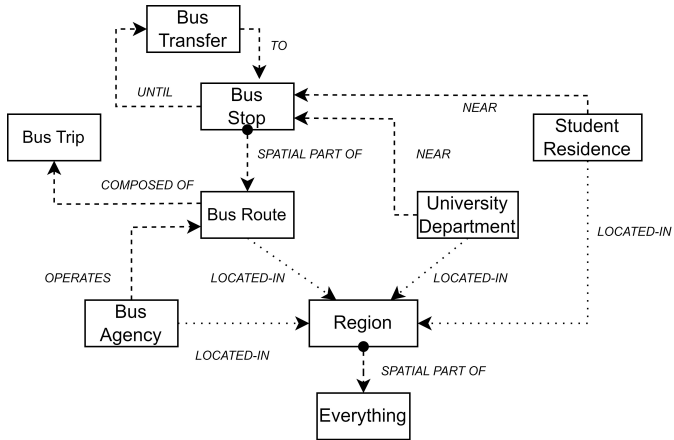 Bus
Transfer
TO
UNTIL
Bus
Stop
NEAR
Bus Trip
Student
Residence
SPATIAL PART OF
NEAR
COMPOSED OF
Bus Route
University
Department
LOCATED-IN
OPERATES
LOCATED-IN
LOCATED-IN
Bus
Agency
Region
LOCATED-IN
SPATIAL PART OF
Everything